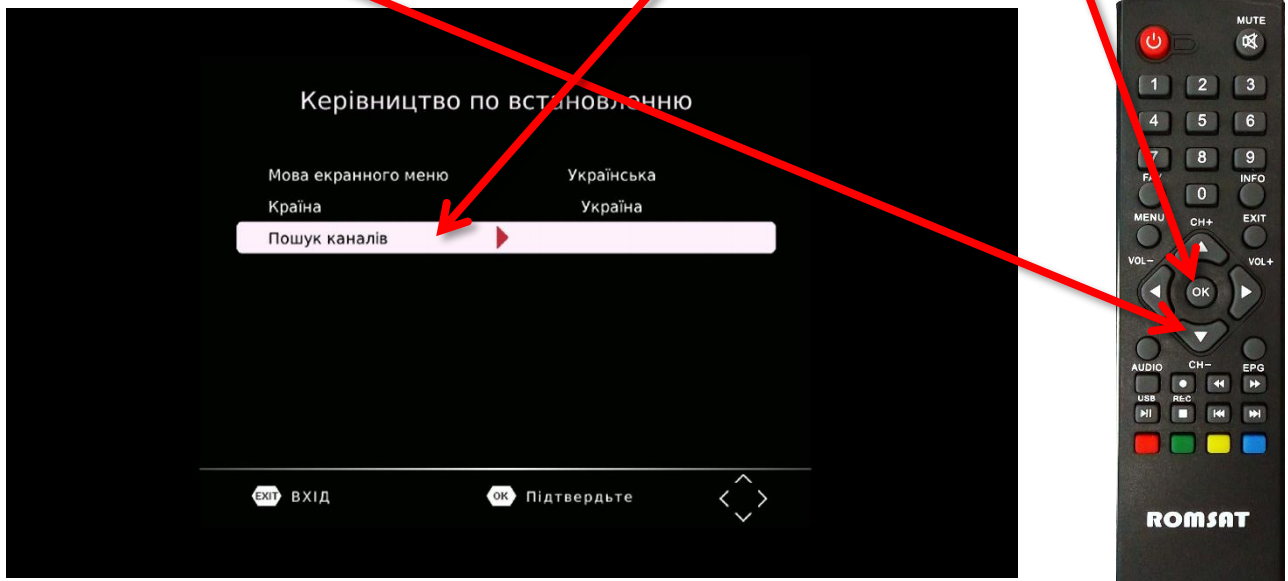 Керівництво по встановленню
Мова екранного меню Українська
Країна Україна
Пошук каналів
EXIT ВХІД OK Підтвердьте
MUTE
1 2 3
4 5 6
7 8 9
FAV INFO
0
MENU CH+ EXIT
VOL− VOL+
OK
AUDIO CH− EPG
USB REC
ROMSAT